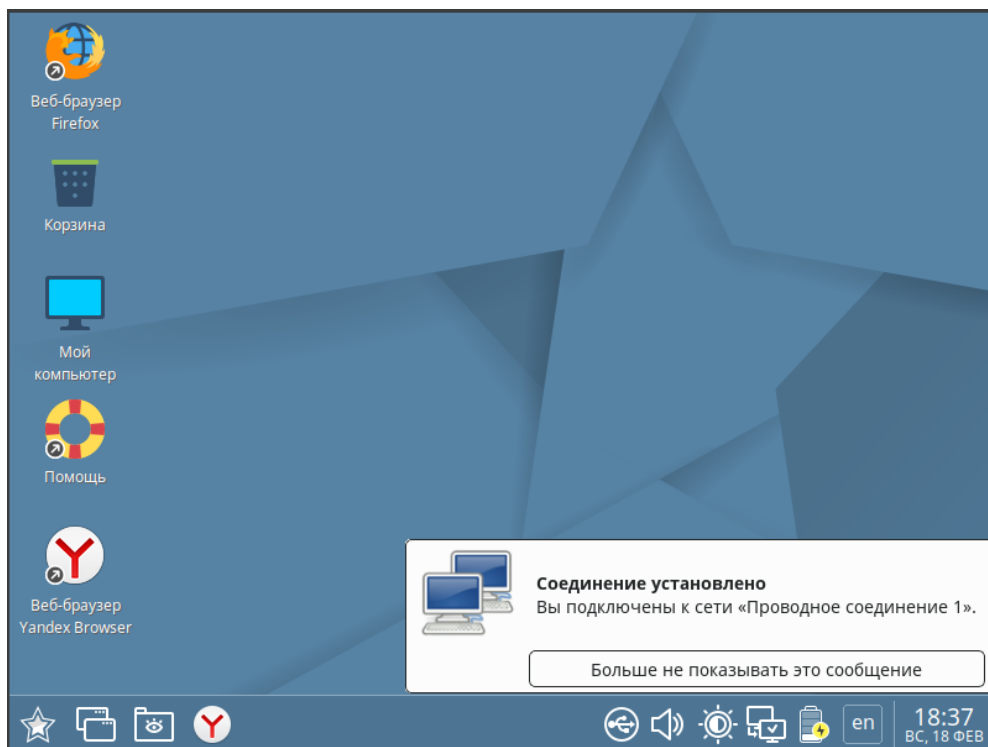 Веб-браузер
Firefox
Корзина
Мой
компьютер
Помощь
Веб-браузер
Yandex Browser
Соединение установлено
Вы подключены к сети «Проводное соединение 1».
Больше не показывать это сообщение
en
18:37
ВС, 18 ФЕВ